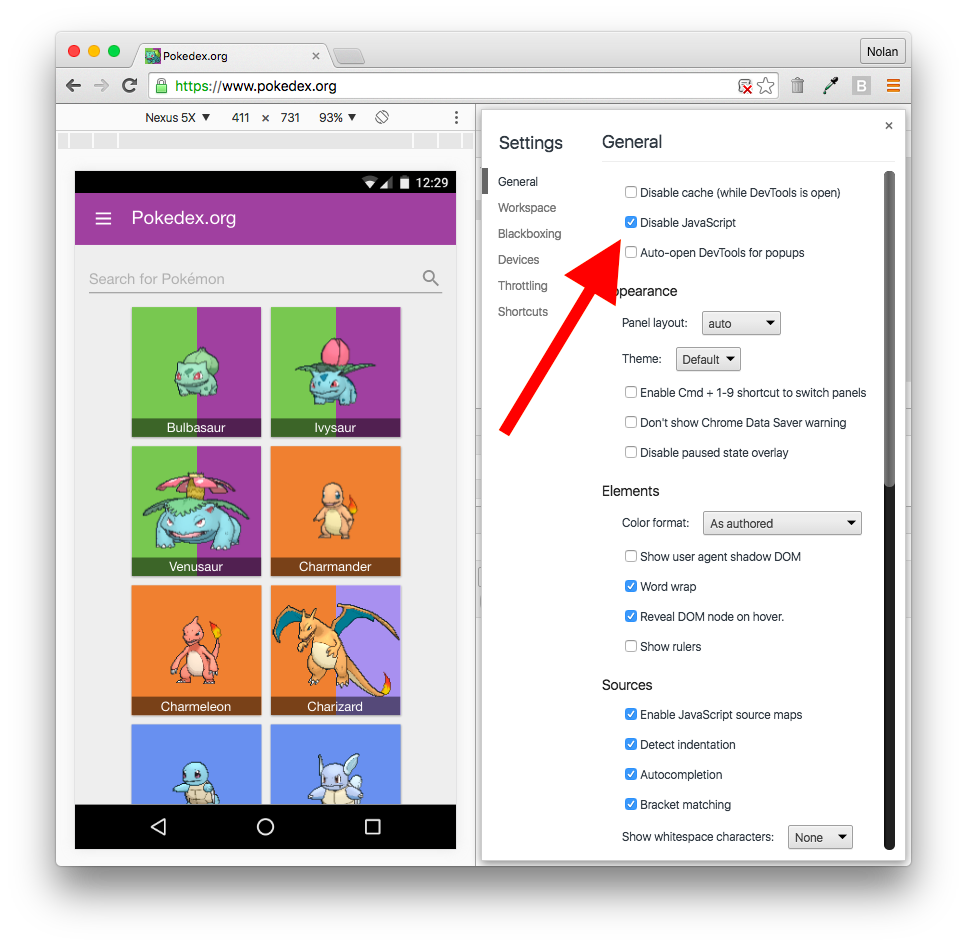 Pokedex.org
Nolan
https://www.pokedex.org
B
Nexus 5X ▼ 411 × 731 93% ▼
12:29
Pokedex.org
Search for Pokémon
Bulbasaur
Ivysaur
Venusaur
Charmander
Charmeleon
Charizard
Settings
General
Workspace
Blackboxing
Devices
Throttling
Shortcuts
General
Disable cache (while DevTools is open)
Disable JavaScript
Auto-open DevTools for popups
ppearance
Panel layout: auto
Theme: Default
Enable Cmd + 1-9 shortcut to switch panels
Don't show Chrome Data Saver warning
Disable paused state overlay
Elements
Color format: As authored
Show user agent shadow DOM
Word wrap
Reveal DOM node on hover.
Show rulers
Sources
Enable JavaScript source maps
Detect indentation
Autocompletion
Bracket matching
Show whitespace characters: None